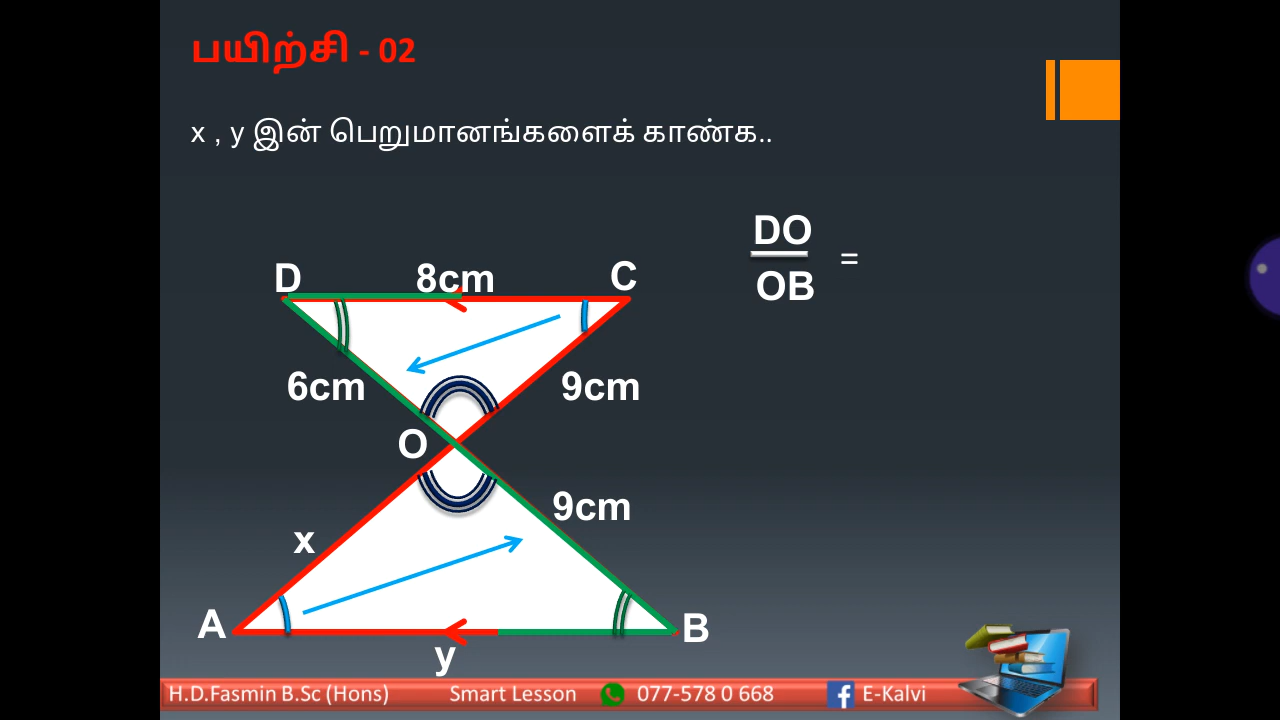 பயிற்சி - 02
x , y இன் பெறுமானங்களைக் காண்க..
DO
OB
=
D
8cm
C
6cm
9cm
O
9cm
x
A
B
y
H.D.Fasmin B.Sc (Hons) Smart Lesson 077-578 0 668 E-Kalvi